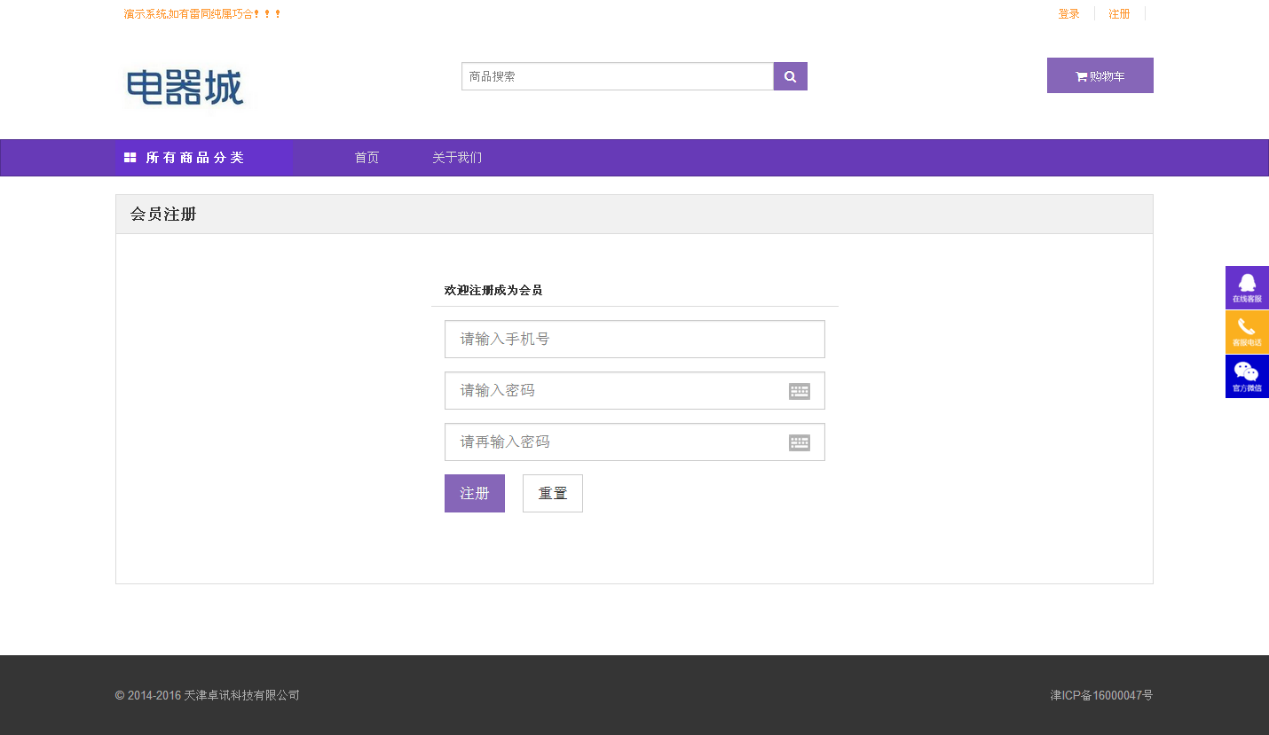 演示系统,如有雷同纯属巧合！！！
登录
注册
电器城
商品搜索
购物车
所有商品分类
首页
关于我们
会员注册
欢迎注册成为会员
请输入手机号
请输入密码
请再输入密码
注册
重置
在线客服
客服电话
官方微信
© 2014-2016 天津卓讯科技有限公司
津ICP备16000047号